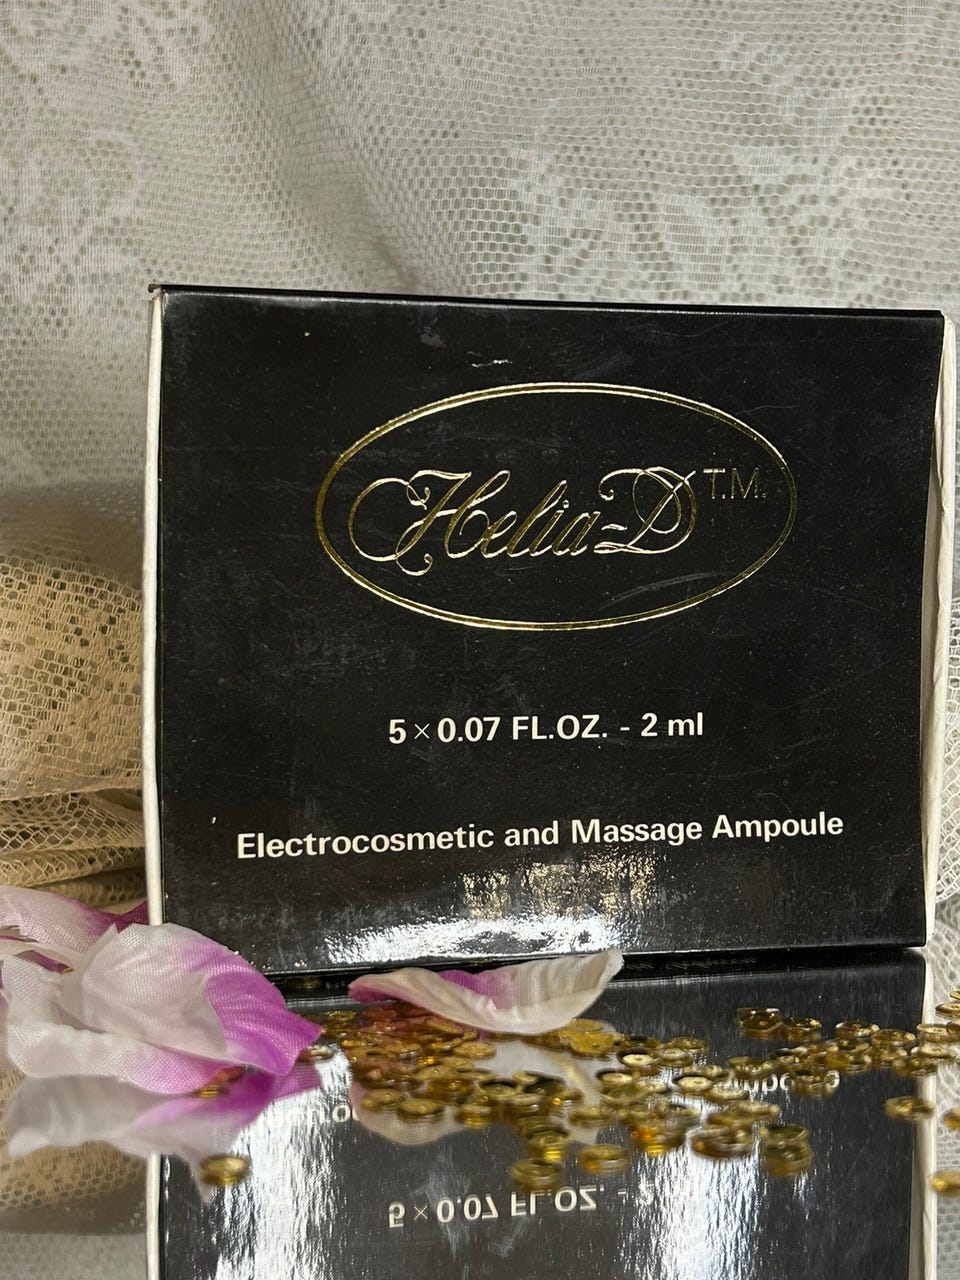 Helia-D T.M.
5 × 0.07 FL.OZ. - 2 ml
Electrocosmetic and Massage Ampoule